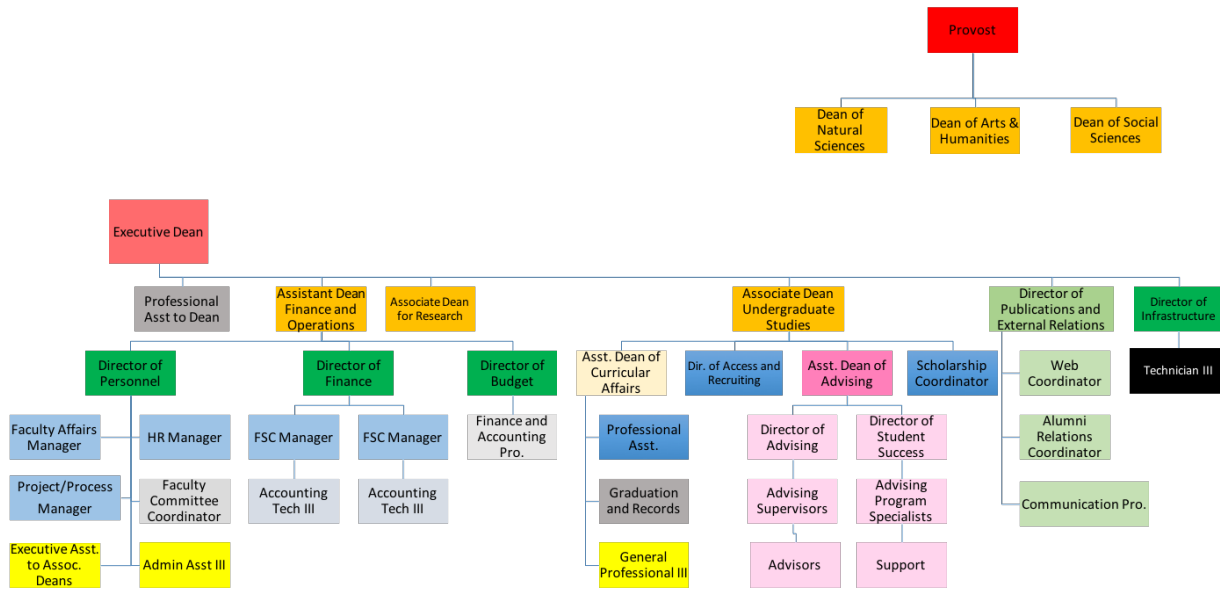 Provost
Dean of
Natural
Sciences
Dean of Arts &
Humanities
Dean of Social
Sciences
Executive Dean
Professional
Asst to Dean
Assistant Dean
Finance and
Operations
Associate Dean
for Research
Associate Dean
Undergraduate
Studies
Director of
Publications and
External Relations
Director of
Infrastructure
Director of
Personnel
Director of
Finance
Director of
Budget
Asst. Dean of
Curricular
Affairs
Dir. of Access and
Recruiting
Asst. Dean of
Advising
Scholarship
Coordinator
Web
Coordinator
Technician III
Faculty Affairs
Manager
HR Manager
FSC Manager
FSC Manager
Finance and
Accounting
Pro.
Professional
Asst.
Director of
Advising
Director of
Student
Success
Alumni
Relations
Coordinator
Project/Process
Manager
Faculty
Committee
Coordinator
Accounting
Tech III
Accounting
Tech III
Graduation
and Records
Advising
Supervisors
Advising
Program
Specialists
Communication Pro.
Executive Asst.
to Assoc.
Deans
Admin Asst III
General
Professional III
Advisors
Support